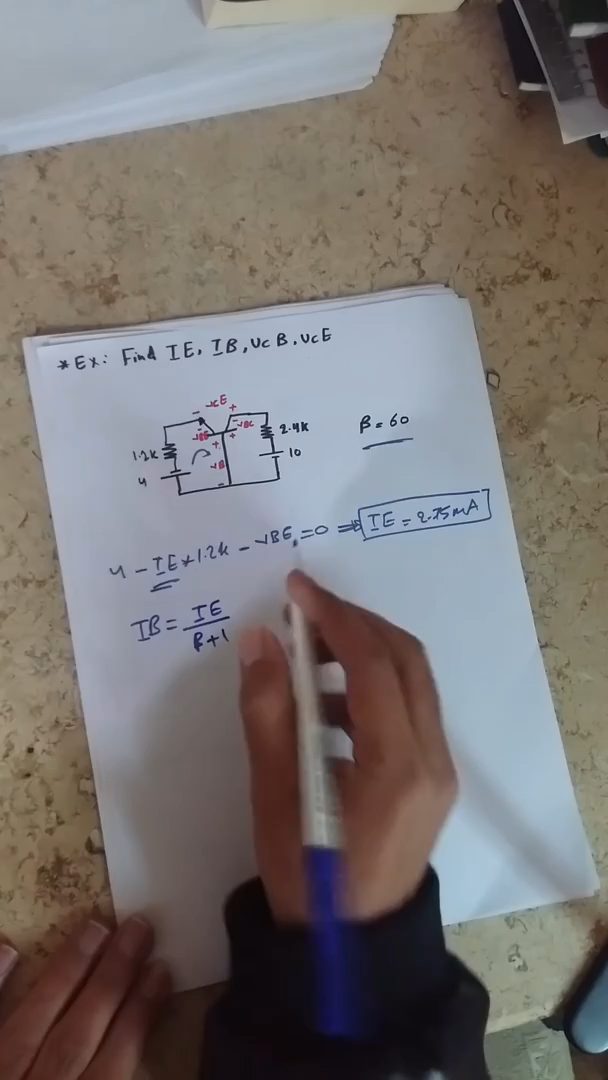 *Ex: Find IE, IB, VCB, VCE
- VCE +
- VBE +
- VBC +
1.2k
2.4k
VB
4
10
β = 60
4 - IE * 1.2k - VBE = 0 ⇒ IE = 2.75mA
IB = IE / β+1